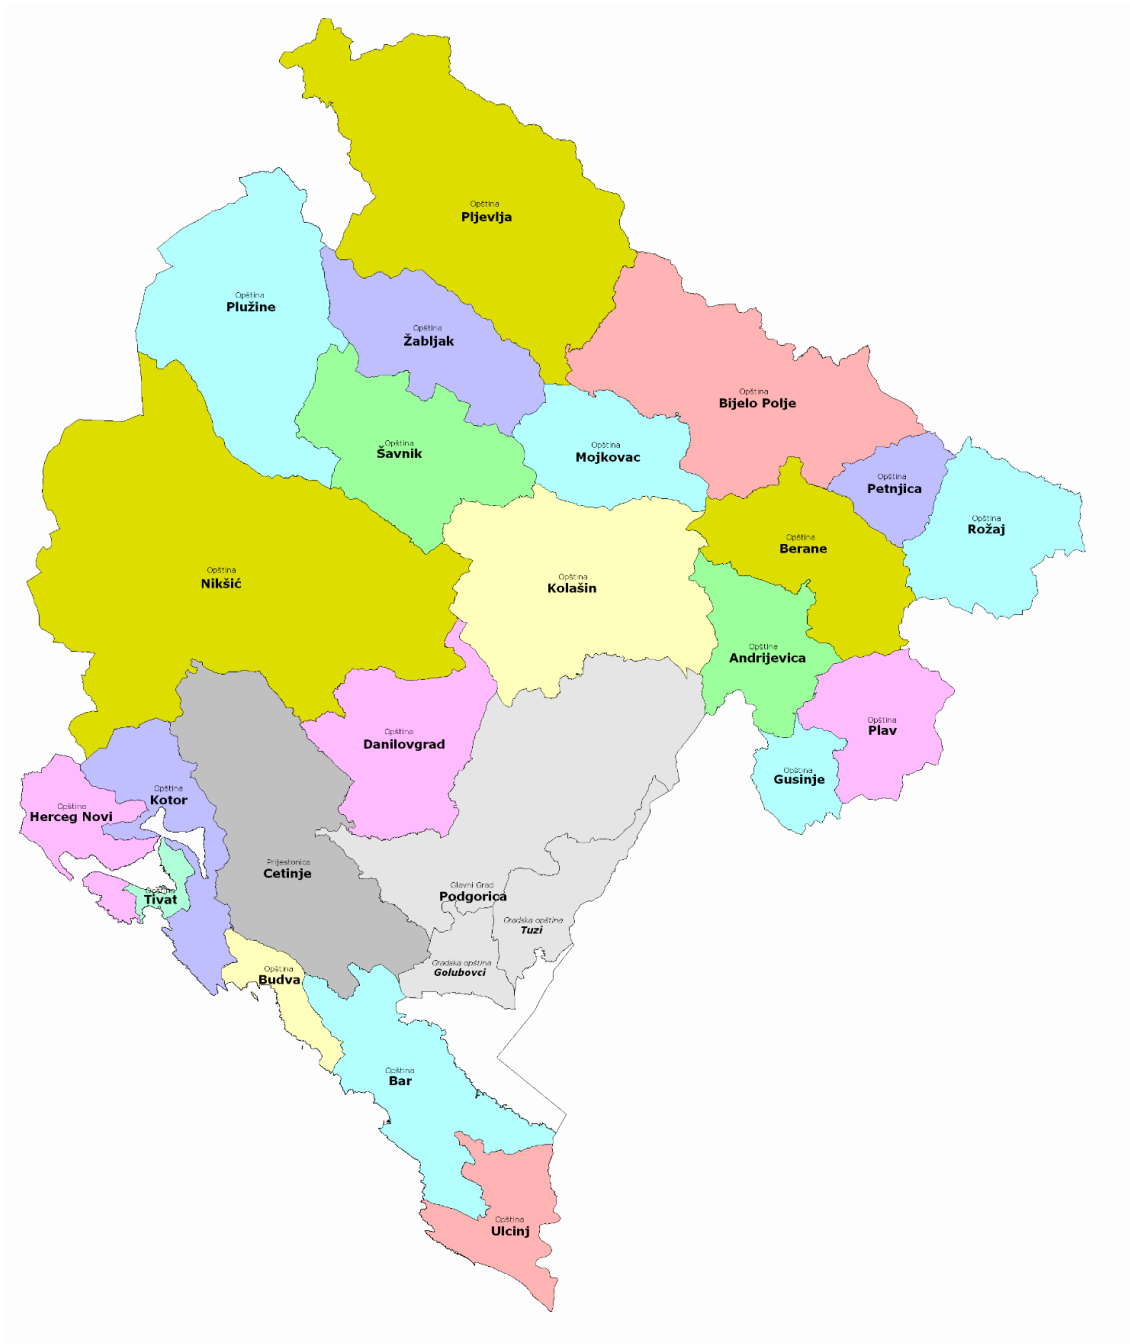 Opština
Pljevlja
Opština
Plužine
Opština
Žabljak
Opština
Bijelo Polje
Opština
Šavnik
Opština
Mojkovac
Opština
Petnjica
Opština
Rožaj
Opština
Berane
Opština
Nikšić
Opština
Kolašin
Opština
Andrijevica
Opština
Plav
Opština
Danilovgrad
Opština
Gusinje
Opština
Kotor
Opština
Herceg Novi
Prijestonica
Cetinje
Opština
Tivat
Glavni Grad
Podgorica
Gradska opština
Tuzi
Gradska opština
Golubovci
Opština
Budva
Opština
Bar
Opština
Ulcinj